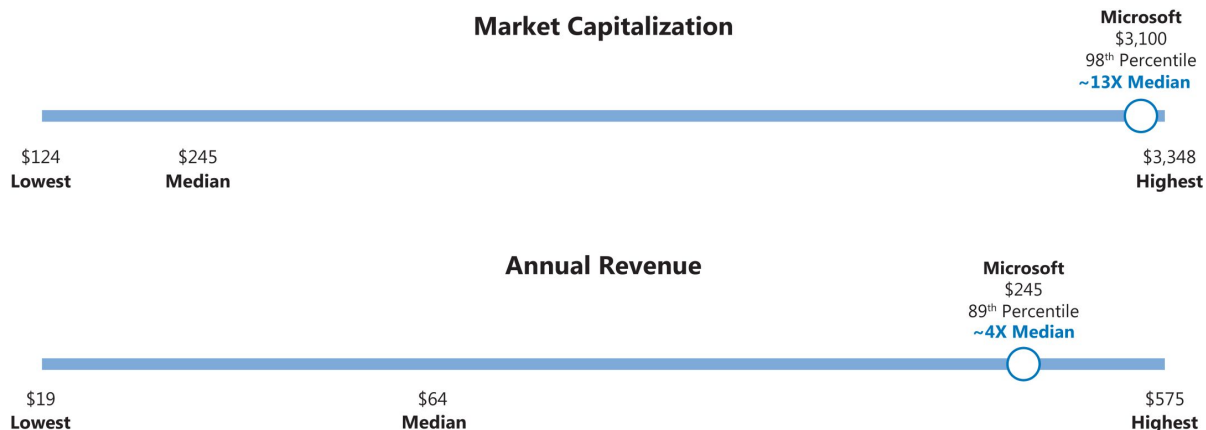 Market Capitalization
Microsoft
$3,100
98th Percentile
~13X Median
$124
Lowest
$245
Median
$3,348
Highest
Annual Revenue
Microsoft
$245
89th Percentile
~4X Median
$19
Lowest
$64
Median
$575
Highest